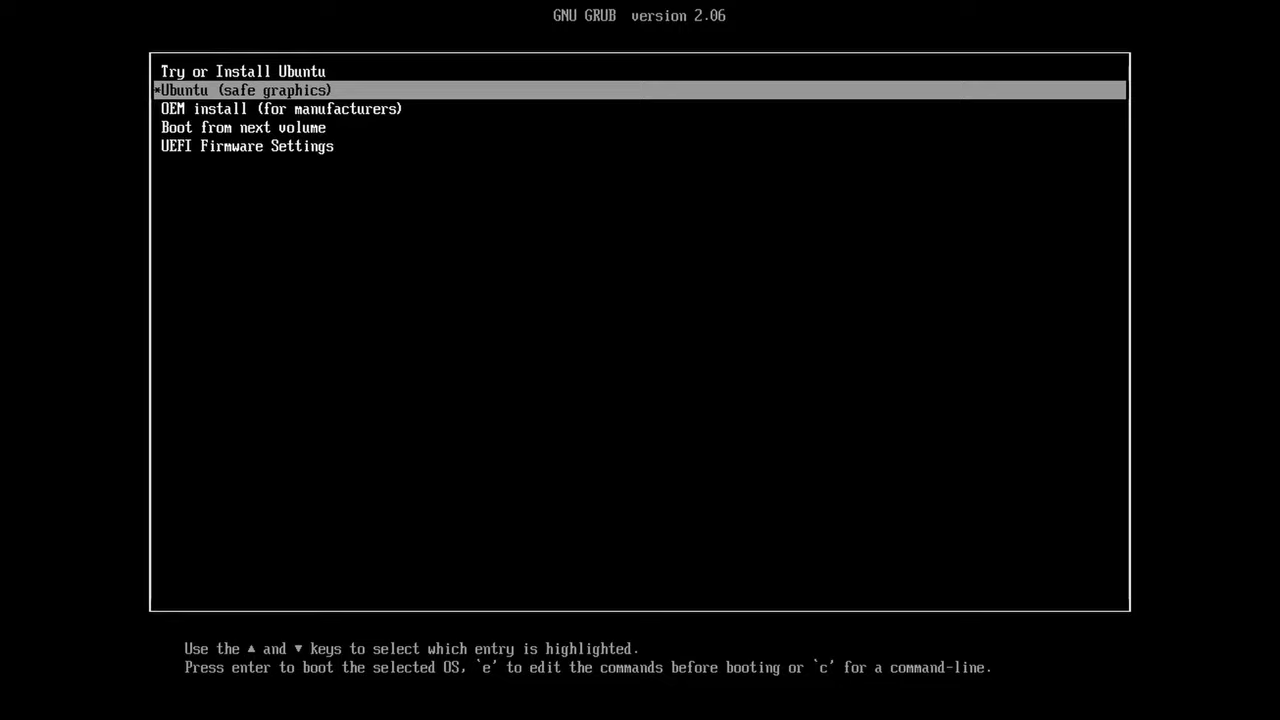 GNU GRUB  version 2.06
Try or Install Ubuntu
*Ubuntu (safe graphics)
OEM install (for manufacturers)
Boot from next volume
UEFI Firmware Settings
Use the ▲ and ▼ keys to select which entry is highlighted.
Press enter to boot the selected OS, `e' to edit the commands before booting or `c' for a command-line.